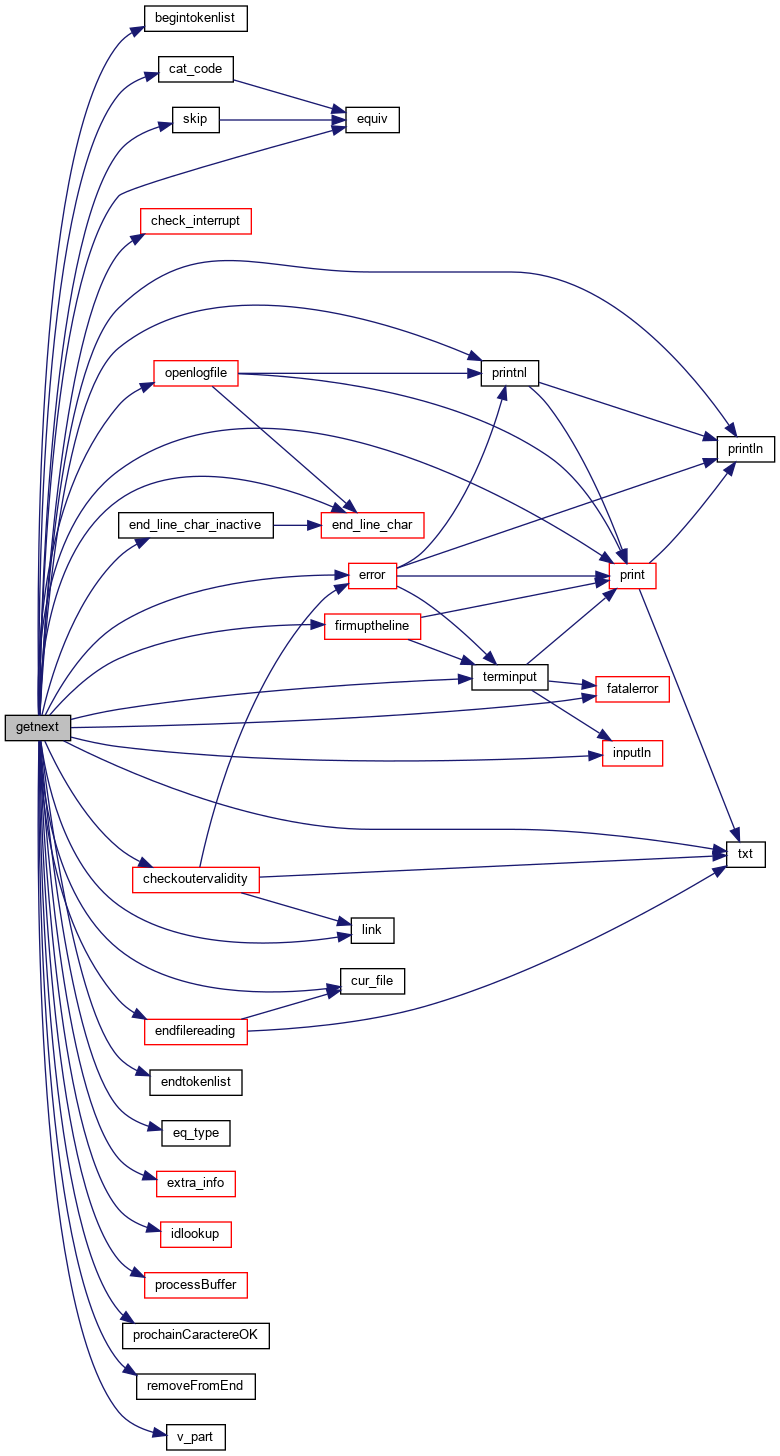 begintokenlist
cat_code
skip
equiv
check_interrupt
openlogfile
printnl
println
end_line_char_inactive
end_line_char
error
print
firmuptheline
terminput
fatalerror
getnext
inputln
txt
checkoutervalidity
link
cur_file
endfilereading
endtokenlist
eq_type
extra_info
idlookup
processBuffer
prochainCaractereOK
removeFromEnd
v_part